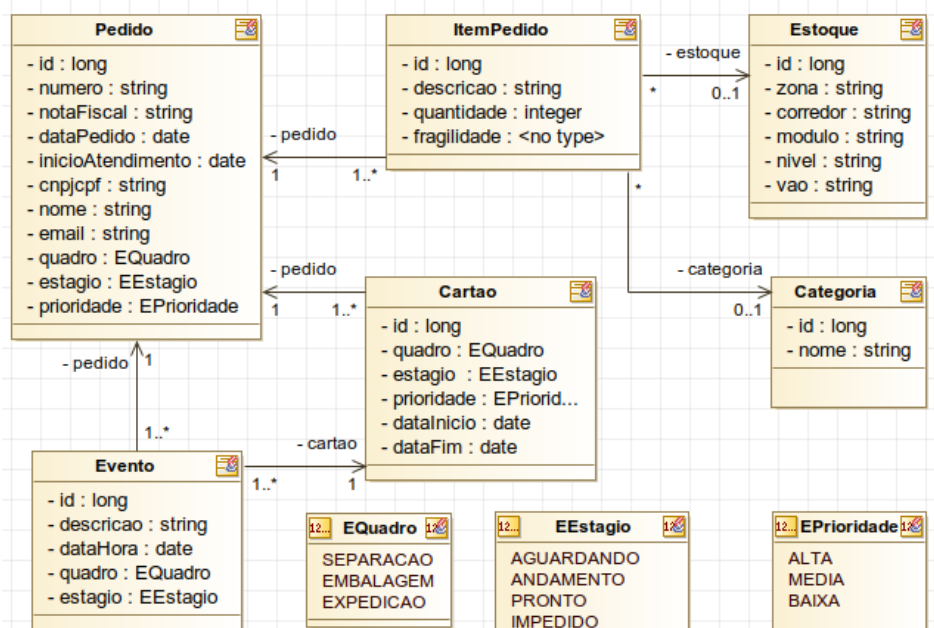 Pedido
- id : long
- numero : string
- notaFiscal : string
- dataPedido : date
- inicioAtendimento : date
- cnpjcpf : string
- nome : string
- email : string
- quadro : EQuadro
- estagio : EEstagio
- prioridade : EPrioridade
ItemPedido
- id : long
- descricao : string
- quantidade : integer
- fragilidade : <no type>
Estoque
- id : long
- zona : string
- corredor : string
- modulo : string
- nivel : string
- vao : string
- estoque
*
0..1
- pedido
1
1..*
*
- categoria
0..1
- pedido
1
1..*
Cartao
- id : long
- quadro : EQuadro
- estagio : EEstagio
- prioridade : EPriorid...
- dataInicio : date
- dataFim : date
Categoria
- id : long
- nome : string
- pedido
1
1..*
- cartao
1..*
1
Evento
- id : long
- descricao : string
- dataHora : date
- quadro : EQuadro
- estagio : EEstagio
12... EQuadro
SEPARACAO
EMBALAGEM
EXPEDICAO
12... EEstagio
AGUARDANDO
ANDAMENTO
PRONTO
IMPEDIDO
12... EPrioridade
ALTA
MEDIA
BAIXA